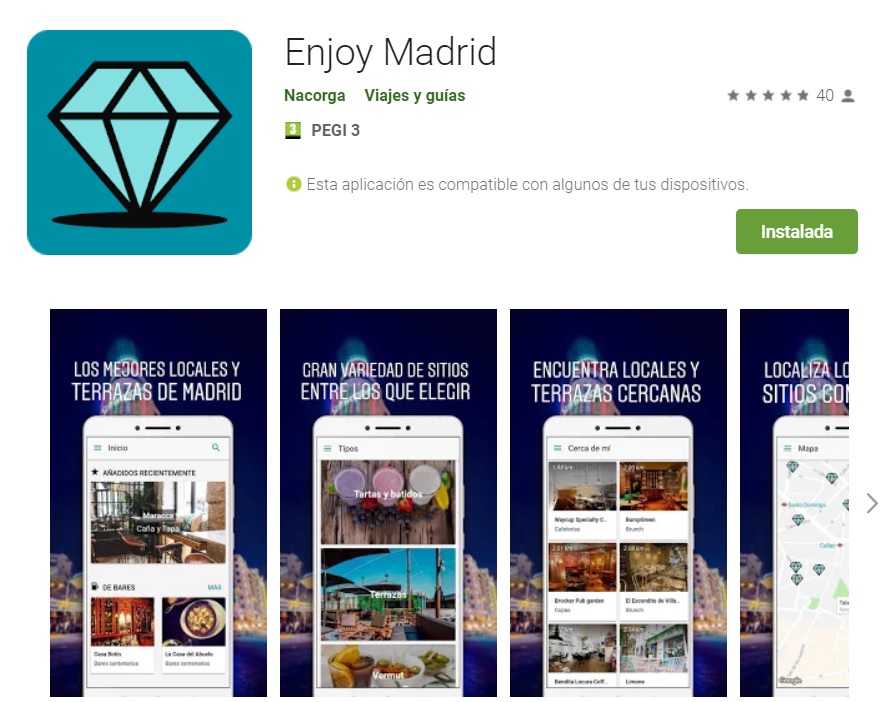 Enjoy Madrid
Nacorga Viajes y guías
40
3 PEGI 3
Esta aplicación es compatible con algunos de tus dispositivos.
Instalada
LOS MEJORES LOCALES Y
TERRAZAS DE MADRID
Inicio
AÑADIDOS RECIENTEMENTE
Maracca
Caña y Tapa
DE BARES MÁS
Casa Botín
Bares centenarios
La Casa del Abuelo
Bares centenarios
GRAN VARIEDAD DE SITIOS
ENTRE LOS QUE ELEGIR
Tipos
Tartas y batidos
Terrazas
Vermut
ENCUENTRA LOCALES Y
TERRAZAS CERCANAS
Cerca de mí
Waycup Specialty C...
Cafeterías
Bump Green
Brunch
Brocker Pub garden
Copas
El Escondite de Villa...
Brunch
Bendita Locura Coff...
Limone
LOCALIZA LO
SITIOS CON
Mapa
Santo Domingo
Callao
Google